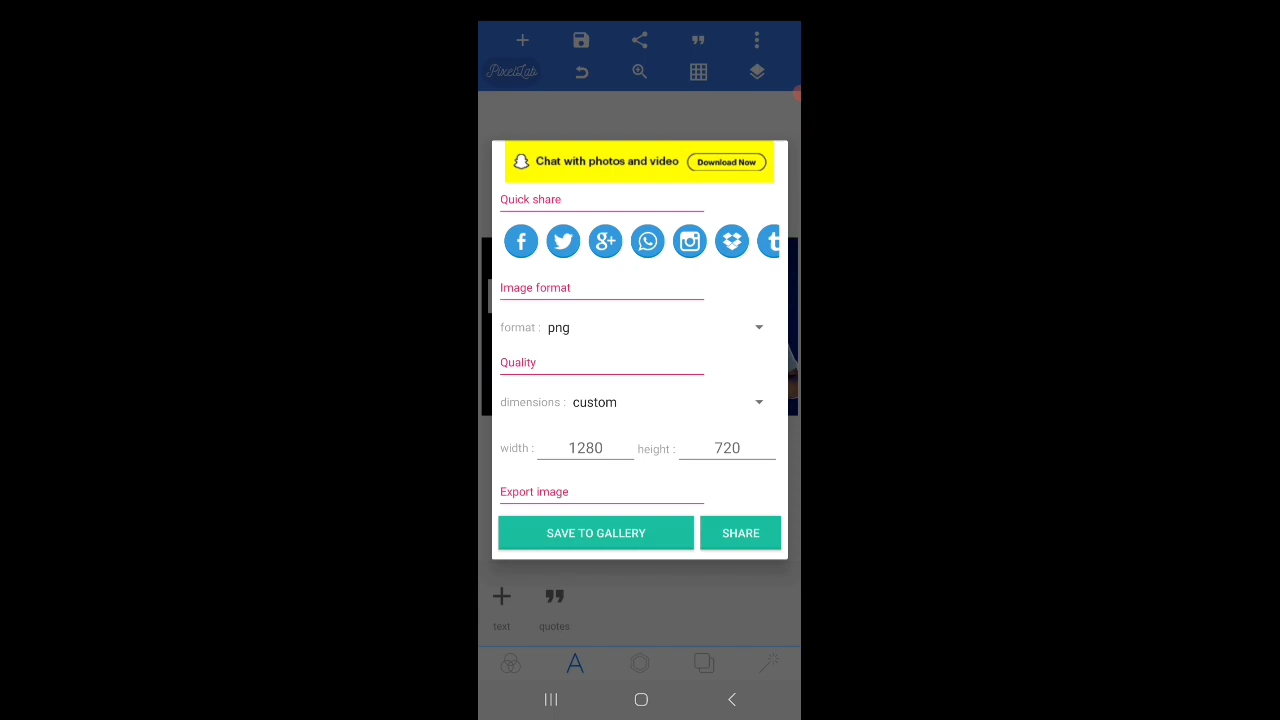 PixelLab
Chat with photos and video Download Now
Quick share
Image format
format : png
Quality
dimensions : custom
width : 1280 height : 720
Export image
SAVE TO GALLERY SHARE
text quotes